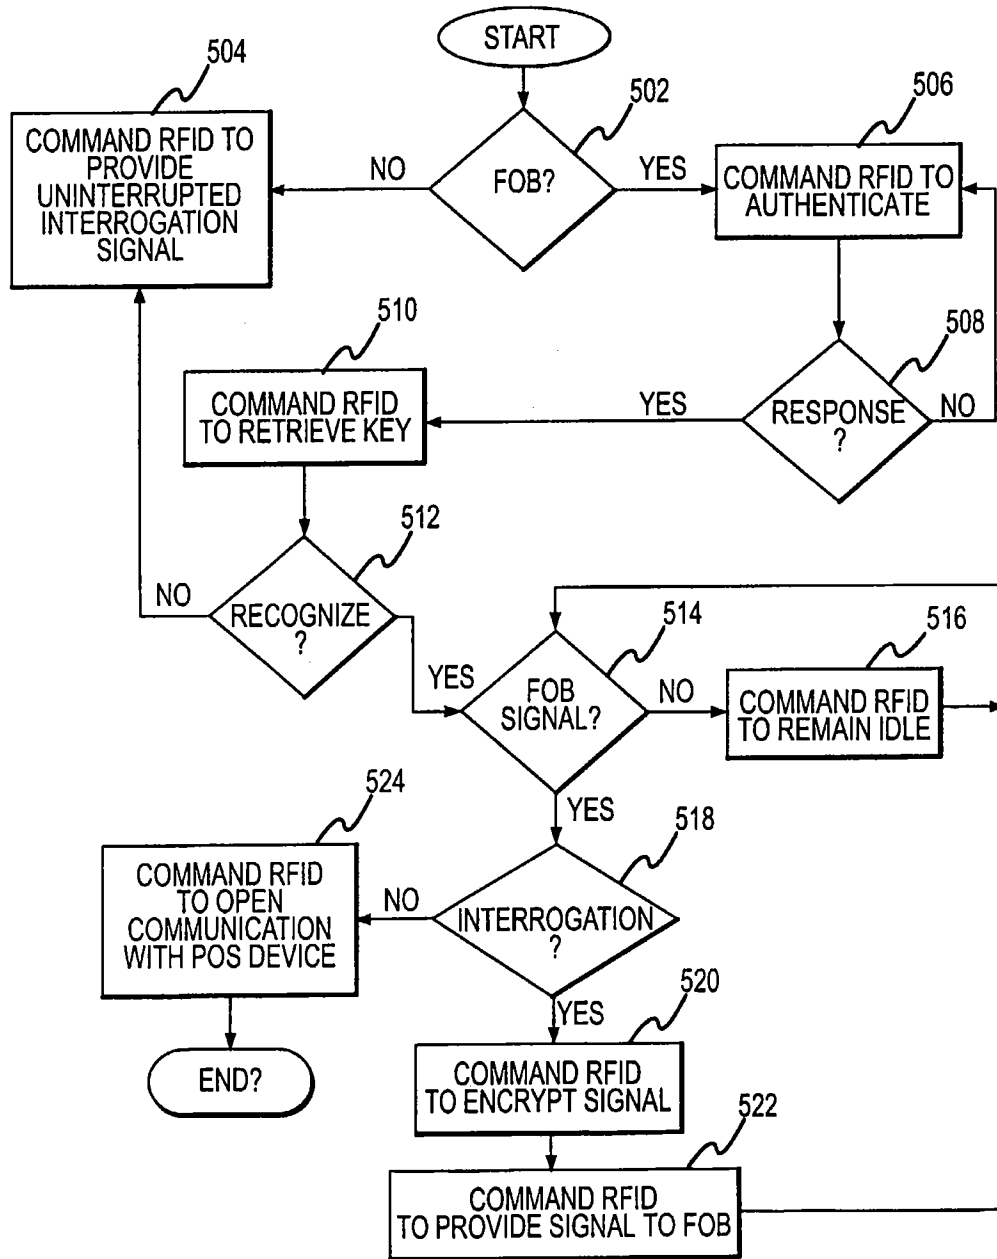 START
504
502
506
COMMAND RFID TO
PROVIDE
UNINTERRUPTED
INTERROGATION
SIGNAL
NO
FOB?
YES
COMMAND RFID TO
AUTHENTICATE
510
508
COMMAND RFID
TO RETRIEVE KEY
YES
RESPONSE
?
NO
512
NO
RECOGNIZE
?
514
516
YES
FOB
SIGNAL?
NO
COMMAND RFID
TO REMAIN IDLE
524
YES
518
COMMAND RFID
TO OPEN
COMMUNICATION
WITH POS DEVICE
NO
INTERROGATION
?
520
YES
END?
COMMAND RFID
TO ENCRYPT SIGNAL
522
COMMAND RFID
TO PROVIDE SIGNAL TO FOB